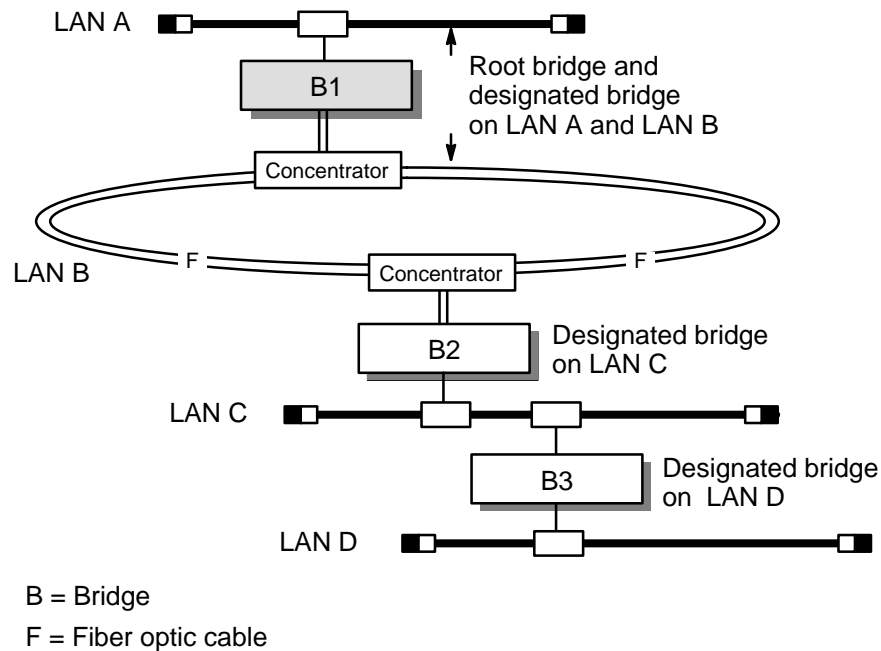 LAN A
B1
Root bridge and
designated bridge
on LAN A and LAN B
Concentrator
LAN B
F
F
Concentrator
B2
Designated bridge
on LAN C
LAN C
B3
Designated bridge
on LAN D
LAN D
B = Bridge
F = Fiber optic cable